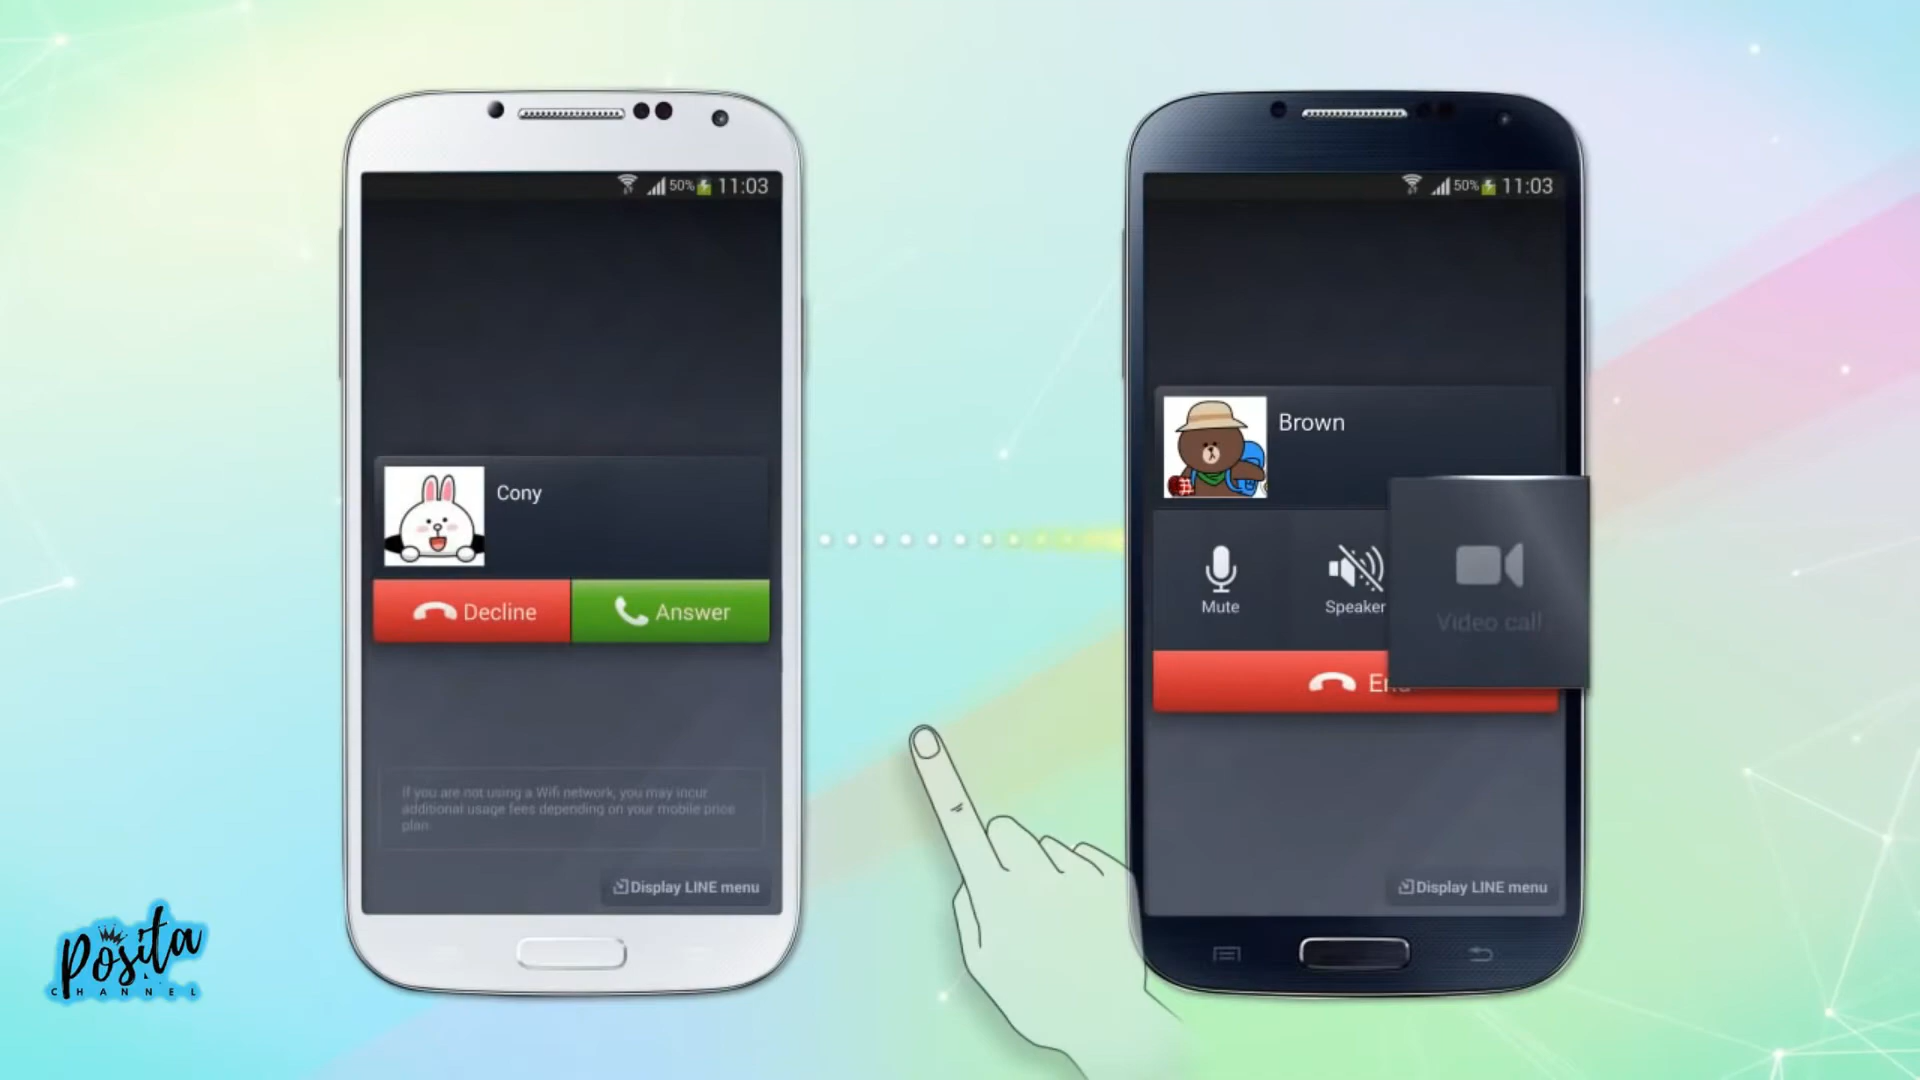 50% 11:03
Cony
Decline
Answer
If you are not using a Wifi network, you may incur
additional usage fees depending on your mobile price
plan
Display LINE menu
50% 11:03
Brown
Mute
Speaker
Video call
End
Display LINE menu
Posita
CHANNEL